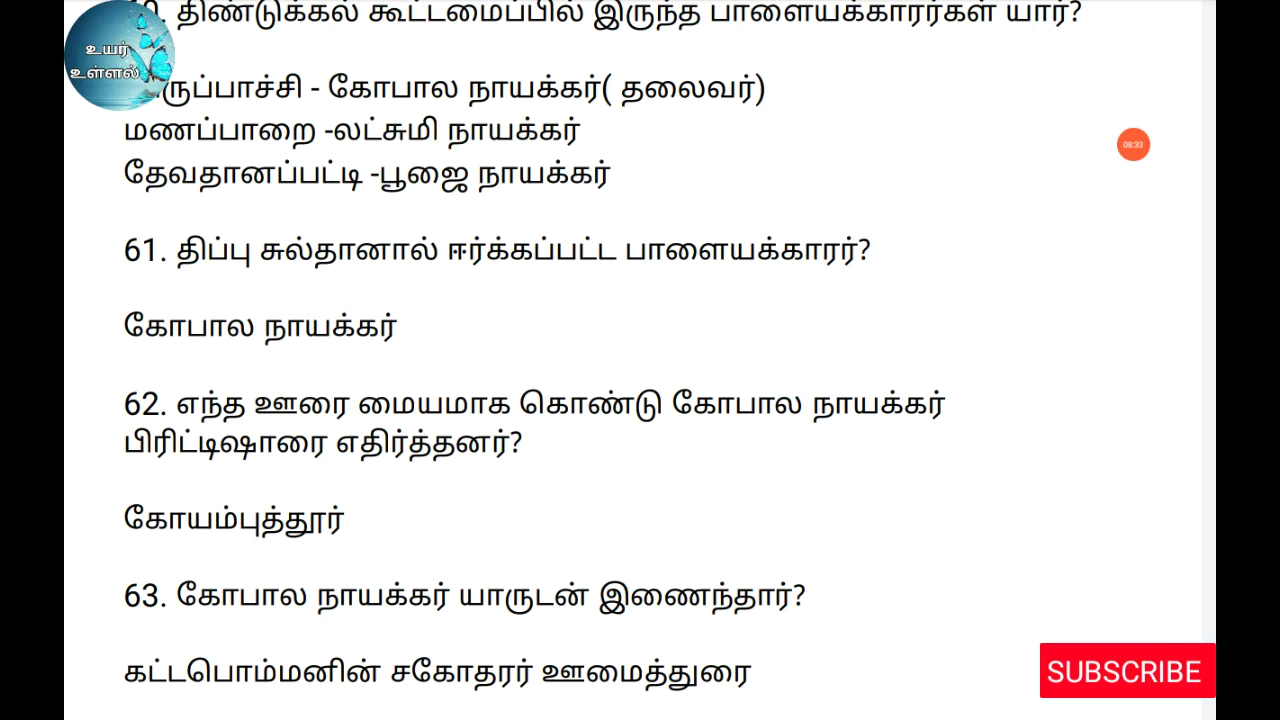 திண்டுக்கல் கூட்டமைப்பில் இருந்த பாளையக்காரர்கள் யார்?
உயர்
உள்ளல்
கோபால நாயக்கர்( தலைவர்)
மணப்பாறை -லட்சுமி நாயக்கர்
08:33
தேவதானப்பட்டி -பூஜை நாயக்கர்
61. திப்பு சுல்தானால் ஈர்க்கப்பட்ட பாளையக்காரர்?
கோபால நாயக்கர்
62. எந்த ஊரை மையமாக கொண்டு கோபால நாயக்கர்
பிரிட்டிஷாரை எதிர்த்தனர்?
கோயம்புத்தூர்
63. கோபால நாயக்கர் யாருடன் இணைந்தார்?
கட்டபொம்மனின் சகோதரர் ஊமைத்துரை
SUBSCRIBE